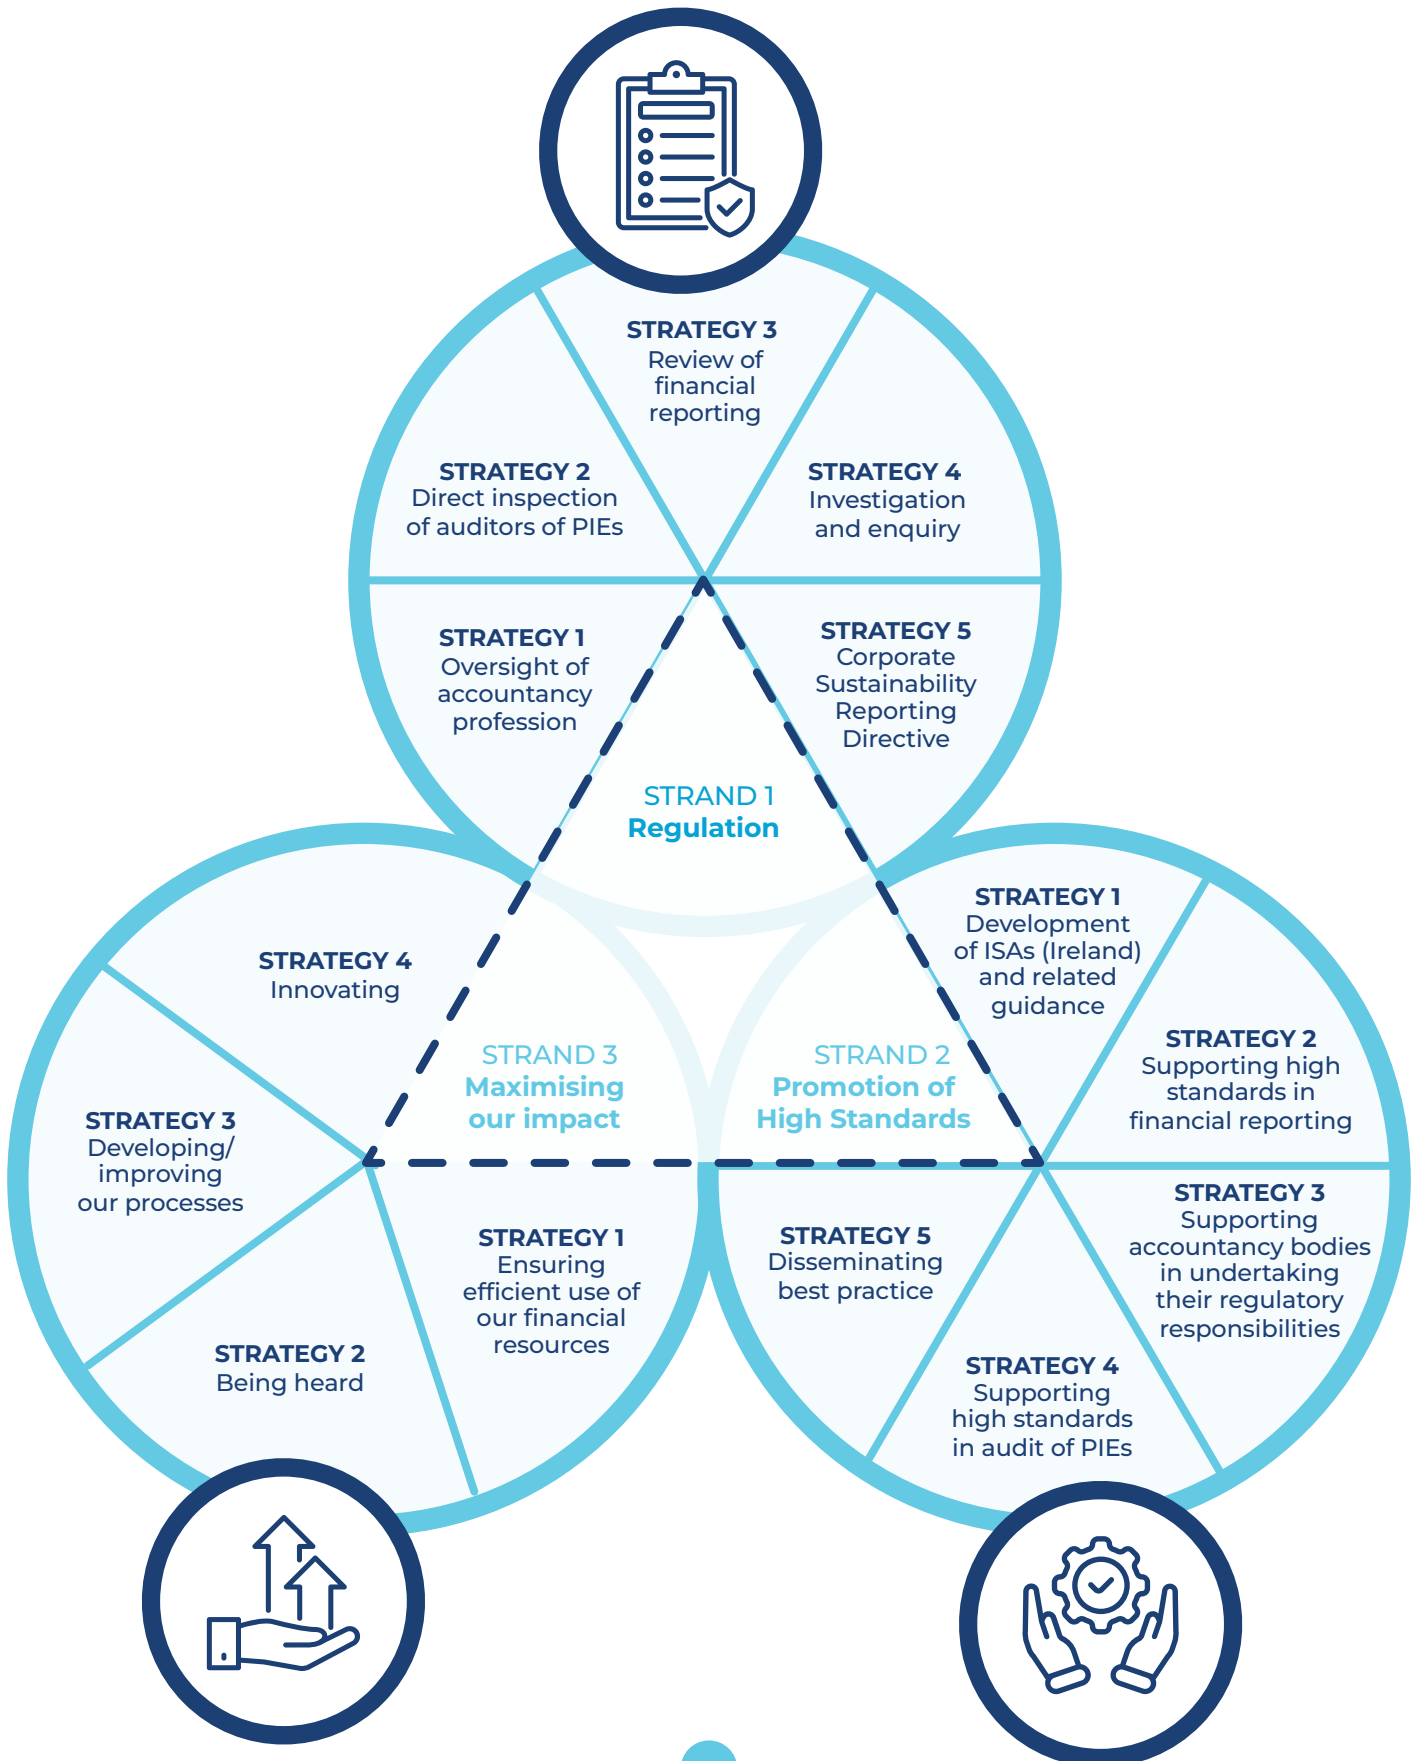 STRATEGY 3
Review of
financial
reporting
STRATEGY 2
Direct inspection
of auditors of PIEs
STRATEGY 4
Investigation
and enquiry
STRATEGY 1
Oversight of
accountancy
profession
STRATEGY 5
Corporate
Sustainability
Reporting
Directive
STRAND 1
Regulation
STRATEGY 4
Innovating
STRATEGY 3
Developing/
improving
our processes
STRATEGY 2
Being heard
STRATEGY 1
Ensuring
efficient use of
our financial
resources
STRAND 3
Maximising
our impact
STRAND 2
Promotion of
High Standards
STRATEGY 1
Development
of ISAs (Ireland)
and related
guidance
STRATEGY 2
Supporting high
standards in
financial reporting
STRATEGY 3
Supporting
accountancy bodies
in undertaking
their regulatory
responsibilities
STRATEGY 4
Supporting
high standards
in audit of PIEs
STRATEGY 5
Disseminating
best practice